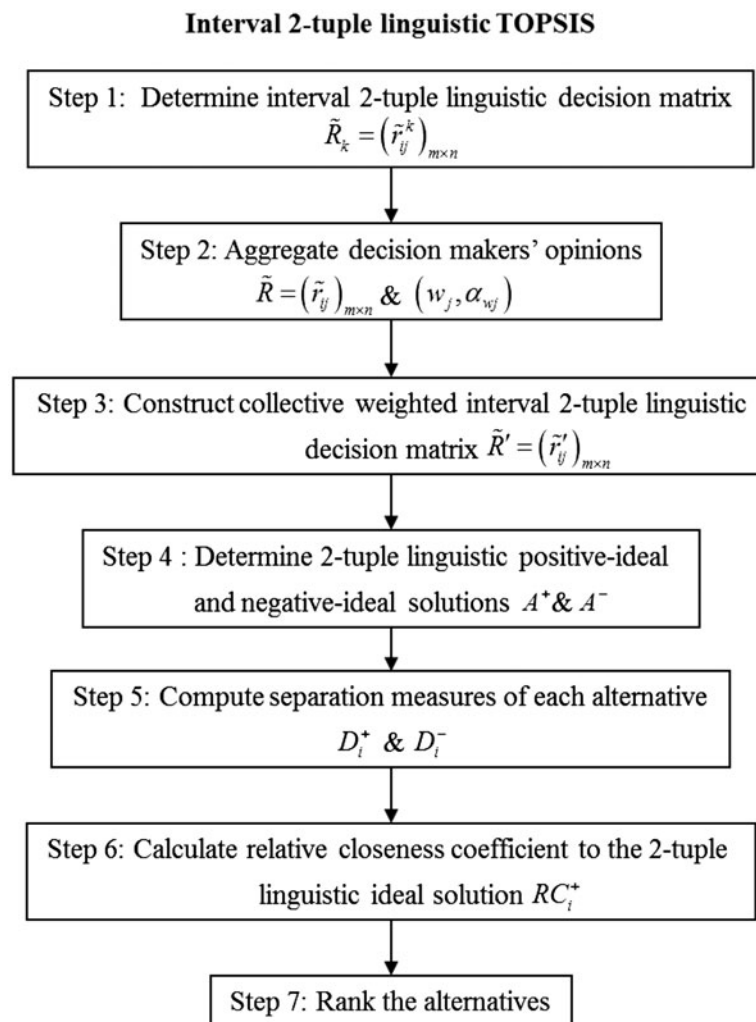 Interval 2-tuple linguistic TOPSIS
Step 1: Determine interval 2-tuple linguistic decision matrix
R̃ₖ = (r̃ᵢⱼᵏ)ₘ×ₙ
Step 2: Aggregate decision makers’ opinions
R̃ = (r̃ᵢⱼ)ₘ×ₙ & (wⱼ, α_wj)
Step 3: Construct collective weighted interval 2-tuple linguistic
decision matrix R̃′ = (r̃′ᵢⱼ)ₘ×ₙ
Step 4 : Determine 2-tuple linguistic positive-ideal
and negative-ideal solutions A⁺ & A⁻
Step 5: Compute separation measures of each alternative
Dᵢ⁺ & Dᵢ⁻
Step 6: Calculate relative closeness coefficient to the 2-tuple
linguistic ideal solution RCᵢ⁺
Step 7: Rank the alternatives